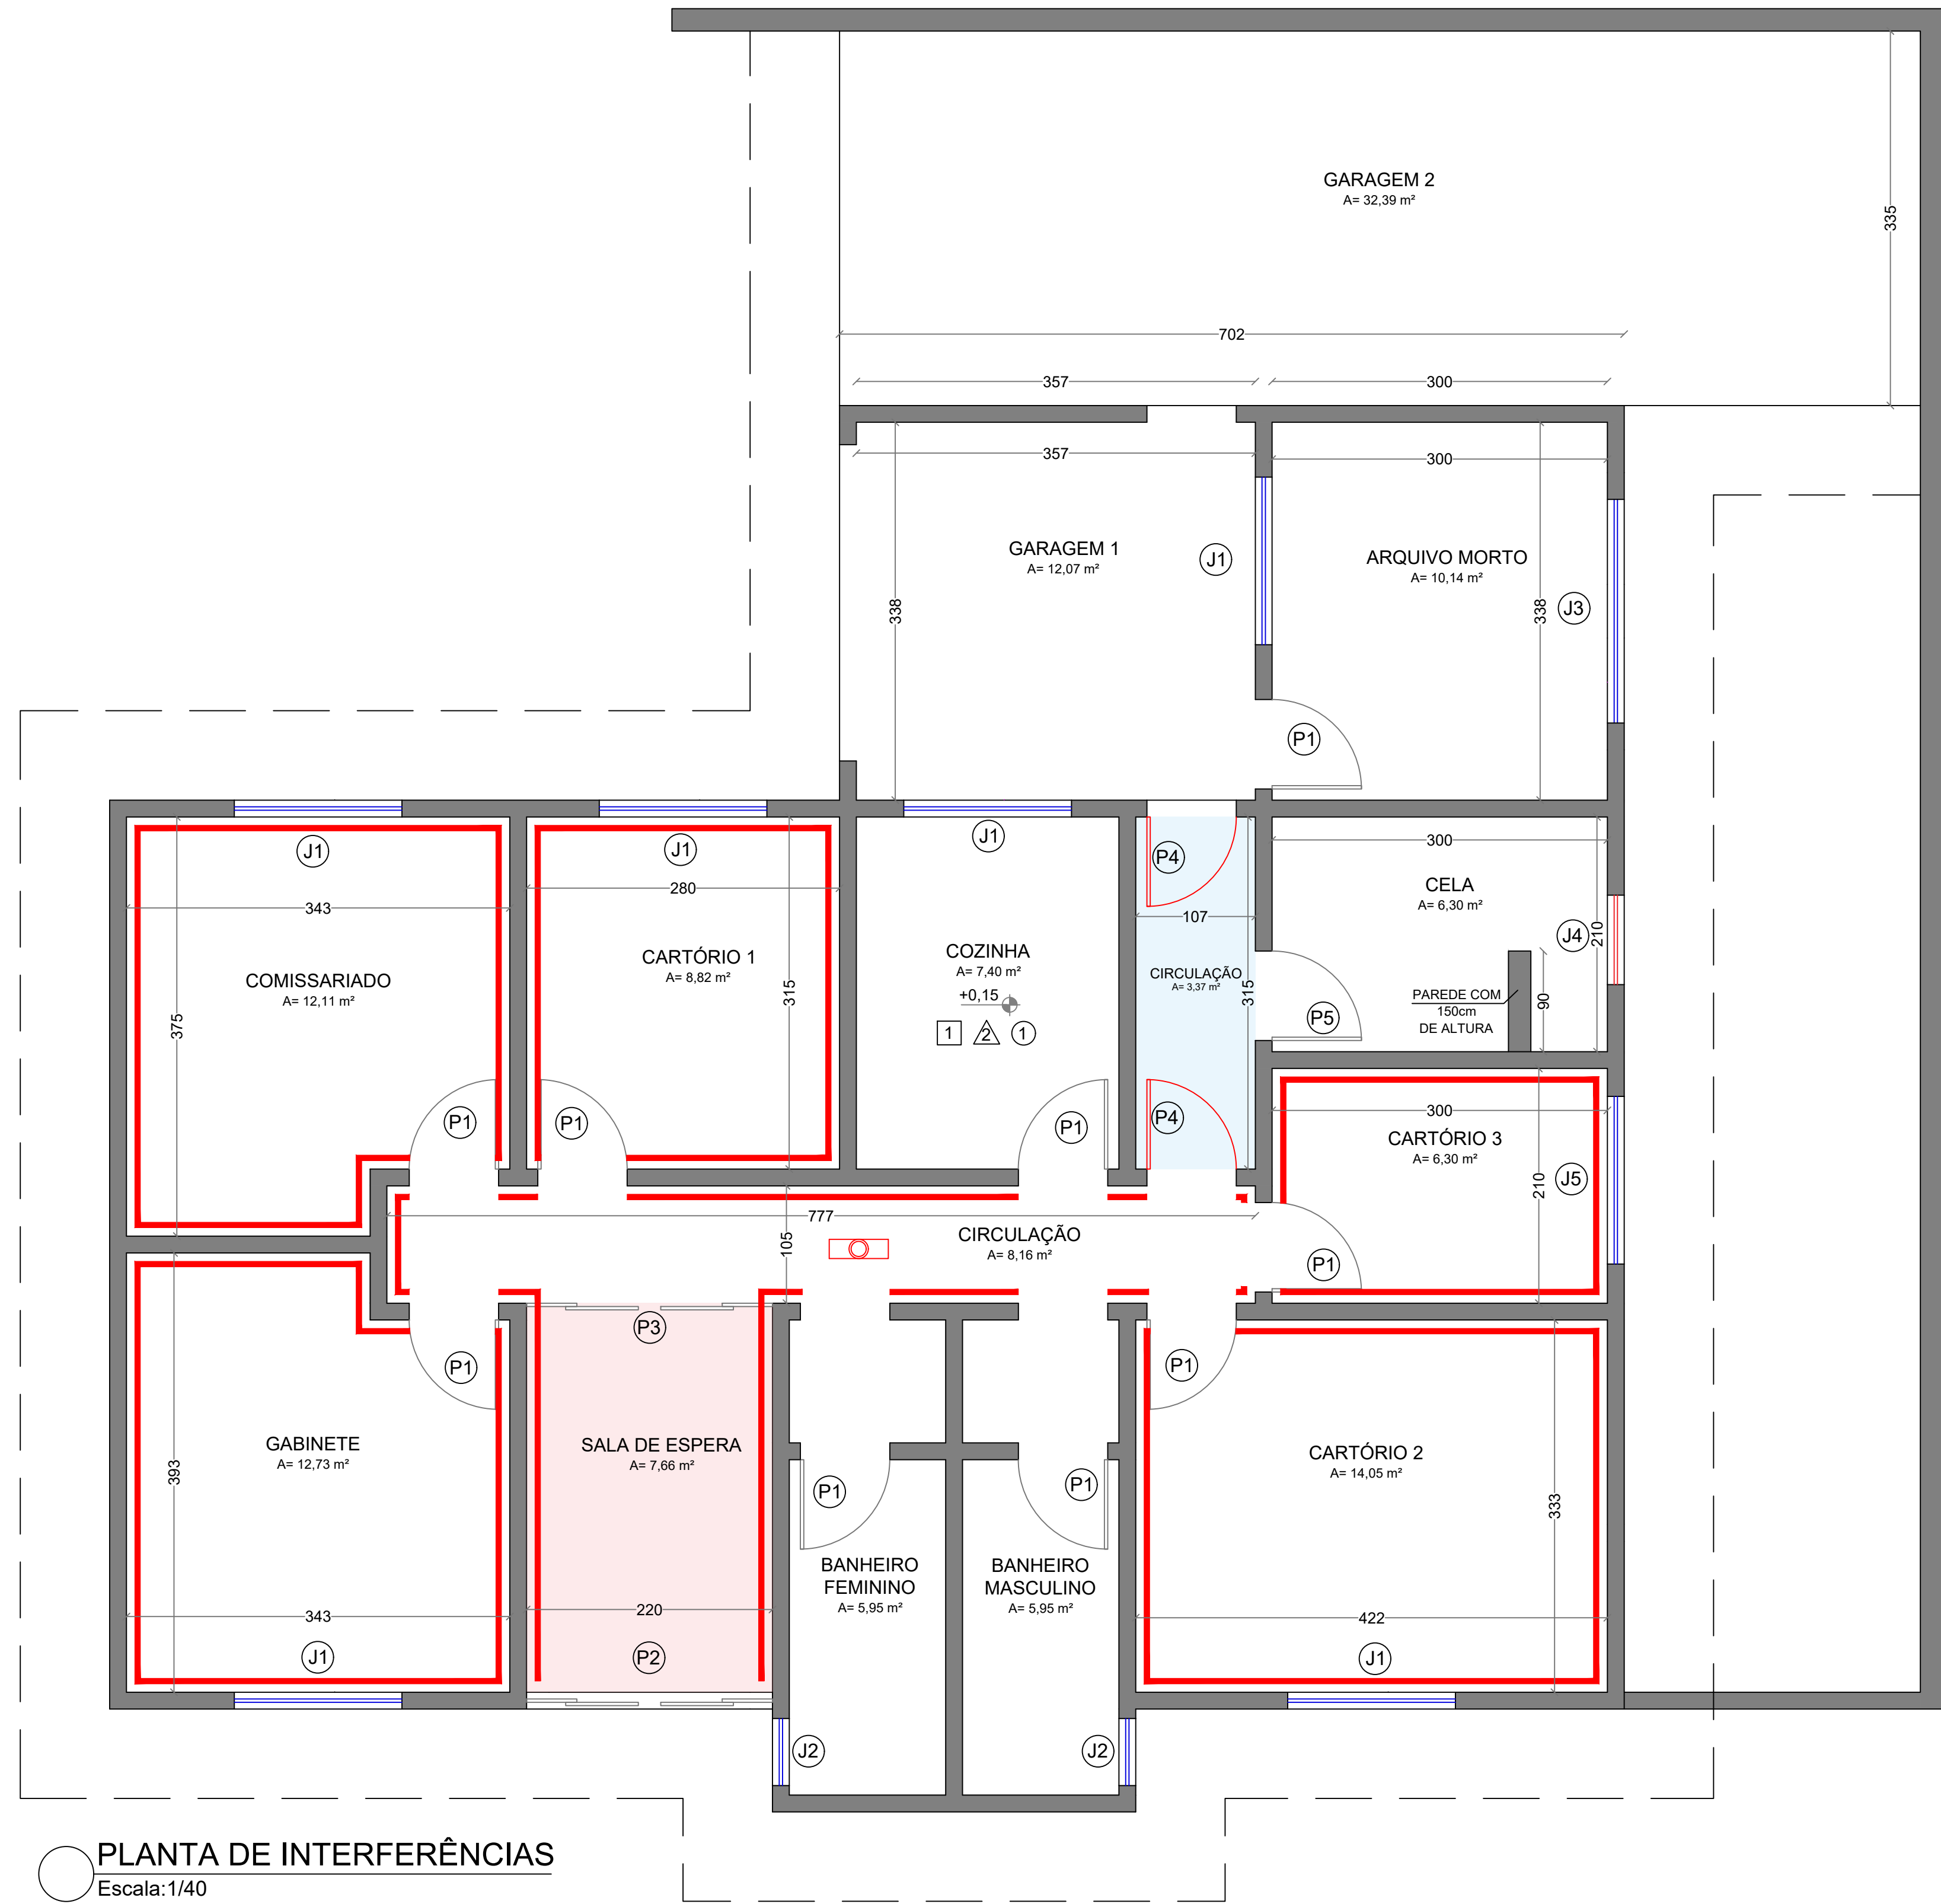 GARAGEM 2
A= 32,39 m²
335
702
357
300
357
300
GARAGEM 1
A= 12,07 m²
J1
ARQUIVO MORTO
A= 10,14 m²
338
338
J3
P1
J1
J1
J1
P4
300
280
343
107
CELA
A= 6,30 m²
J4
210
COMISSARIADO
A= 12,11 m²
CARTÓRIO 1
A= 8,82 m²
COZINHA
A= 7,40 m²
+0,15
1 2 1
CIRCULAÇÃO
A= 3,37 m²
315
315
375
PAREDE COM
150cm
DE ALTURA
90
P5
P1
P1
P1
P4
300
CARTÓRIO 3
A= 6,30 m²
J5
210
777
105
CIRCULAÇÃO
A= 8,16 m²
P1
P3
P1
P1
GABINETE
A= 12,73 m²
393
SALA DE ESPERA
A= 7,66 m²
CARTÓRIO 2
A= 14,05 m²
P1
P1
333
BANHEIRO
FEMININO
A= 5,95 m²
BANHEIRO
MASCULINO
A= 5,95 m²
343
220
422
J1
P2
J1
J2
J2
PLANTA DE INTERFERÊNCIAS
Escala:1/40